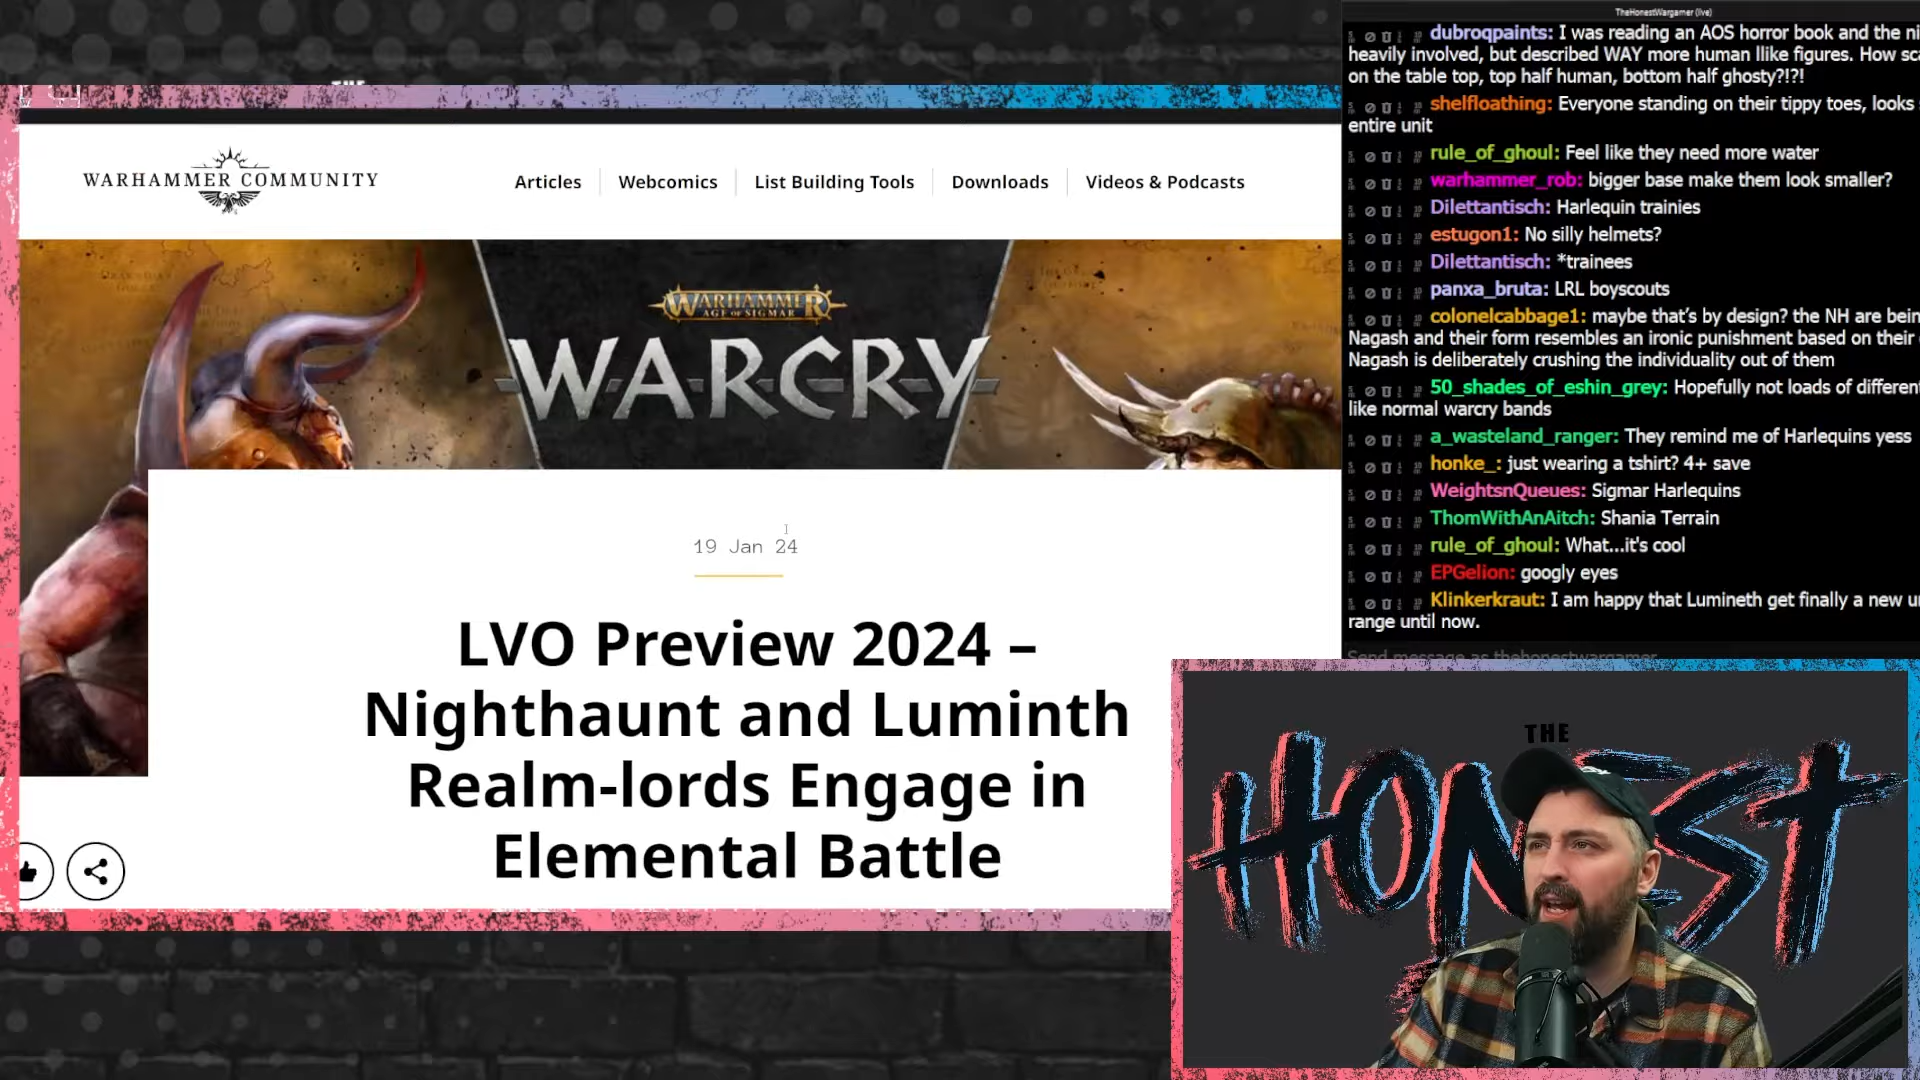 WARHAMMER COMMUNITY
Articles
Webcomics
List Building Tools
Downloads
Videos & Podcasts
WARHAMMER
AGE OF SIGMAR
WARCRY
19 Jan 24
LVO Preview 2024 –
Nighthaunt and Luminth
Realm-lords Engage in
Elemental Battle
TheHonestWargamer (live)
dubroqpaints: I was reading an AOS horror book and the
heavily involved, but described WAY more human llike figures. How
on the table top, top half human, bottom half ghosty?!?!
shelfloathing: Everyone standing on their tippy toes, looks
entire unit
rule_of_ghoul: Feel like they need more water
warhammer_rob: bigger base make them look smaller?
Dilettantisch: Harlequin trainies
estugon1: No silly helmets?
Dilettantisch: *trainees
panxa_bruta: LRL boyscouts
colonelcabbage1: maybe that's by design? the NH are
Nagash and their form resembles an ironic punishment based on their
Nagash is deliberately crushing the individuality out of them
50_shades_of_eshin_grey: Hopefully not loads of different
like normal warcry bands
a_wasteland_ranger: They remind me of Harlequins yess
honke_: just wearing a tshirt? 4+ save
WeightsnQueues: Sigmar Harlequins
ThomWithAnAitch: Shania Terrain
rule_of_ghoul: What...it's cool
EPGelion: googly eyes
Klinkerkraut: I am happy that Lumineth get finally a new
range until now.
Send message as thehonestwargamer
THE
HONEST